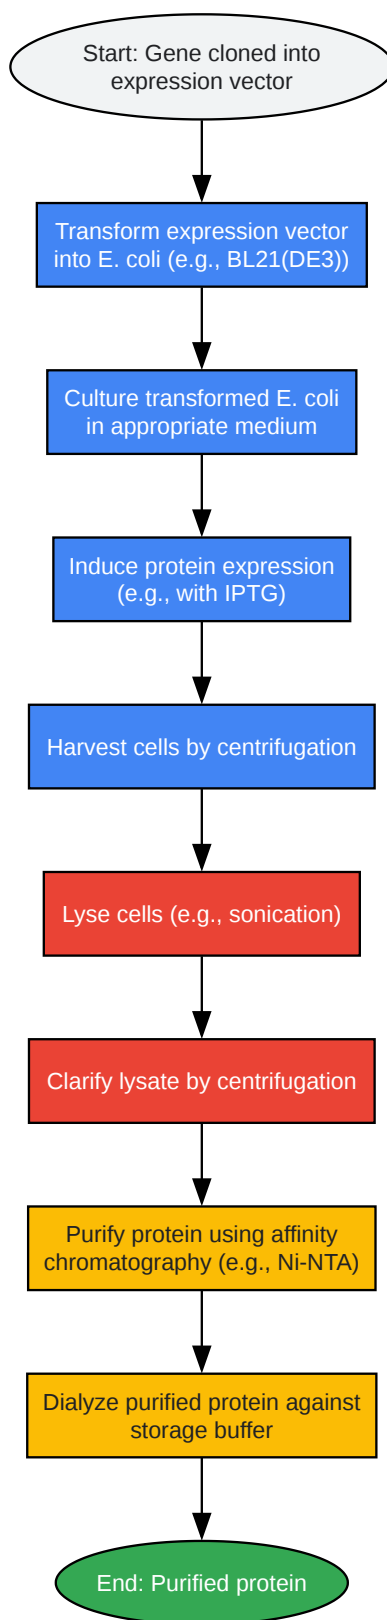 Start: Gene cloned into
expression vector
Transform expression vector
into E. coli (e.g., BL21(DE3))
Culture transformed E. coli
in appropriate medium
Induce protein expression
(e.g., with IPTG)
Harvest cells by centrifugation
Lyse cells (e.g., sonication)
Clarify lysate by centrifugation
Purify protein using affinity
chromatography (e.g., Ni-NTA)
Dialyze purified protein against
storage buffer
End: Purified protein